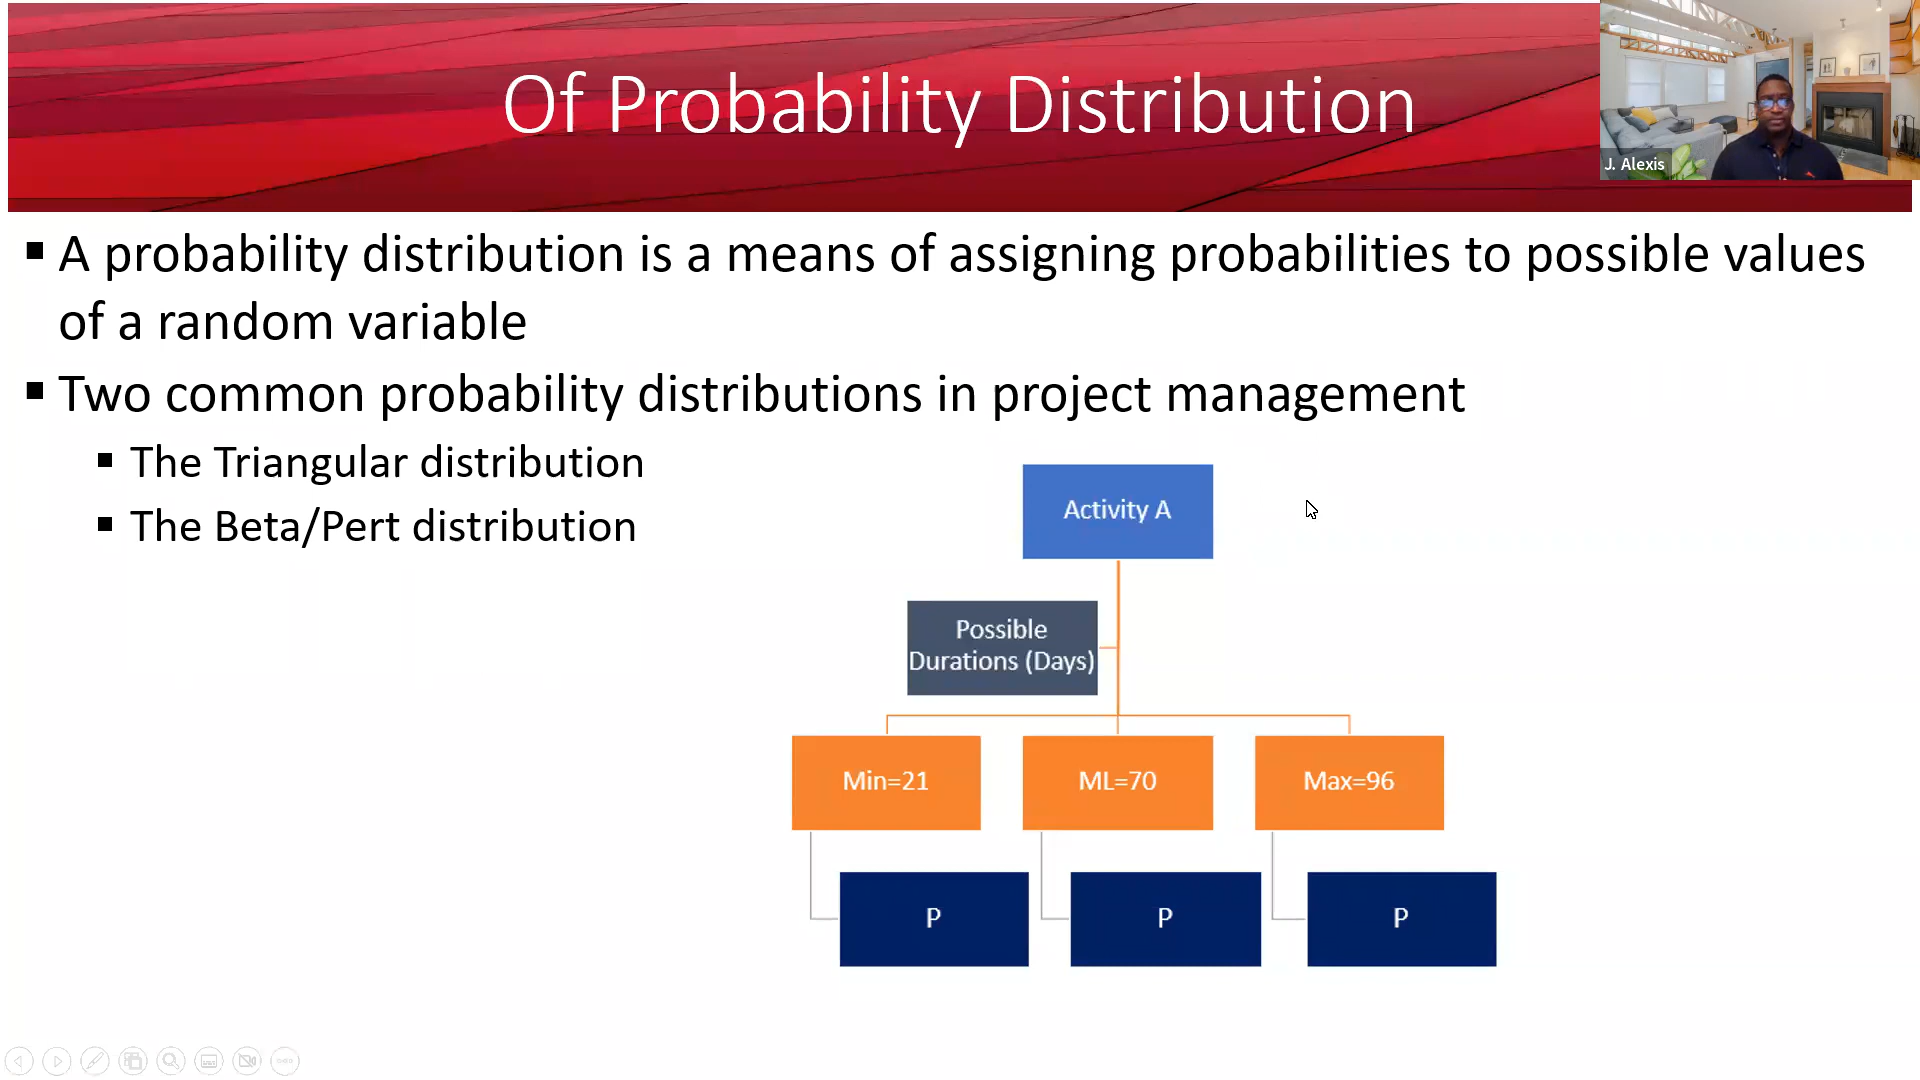 Of Probability Distribution
J. Alexis
▪ A probability distribution is a means of assigning probabilities to possible values
of a random variable
▪ Two common probability distributions in project management
▪ The Triangular distribution
▪ The Beta/Pert distribution
Activity A
Possible
Durations (Days)
Min=21
ML=70
Max=96
P
P
P